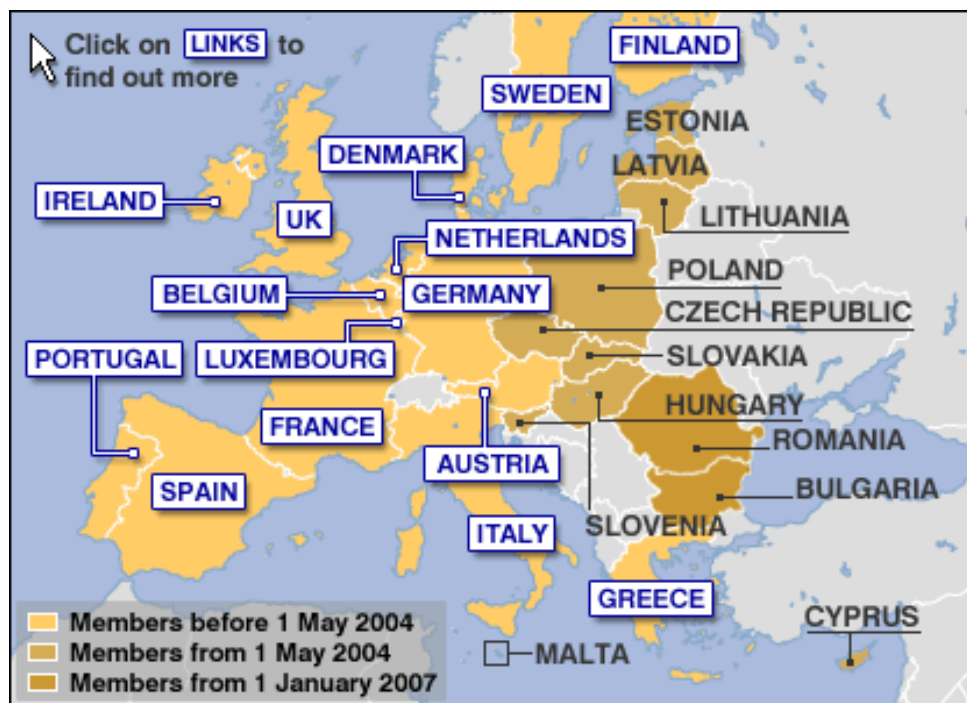 Click on LINKS to
find out more
FINLAND
SWEDEN
ESTONIA
DENMARK
LATVIA
IRELAND
UK
LITHUANIA
NETHERLANDS
POLAND
BELGIUM
GERMANY
CZECH REPUBLIC
PORTUGAL
LUXEMBOURG
SLOVAKIA
HUNGARY
FRANCE
ROMANIA
AUSTRIA
SPAIN
BULGARIA
SLOVENIA
ITALY
GREECE
CYPRUS
MALTA
Members before 1 May 2004
Members from 1 May 2004
Members from 1 January 2007